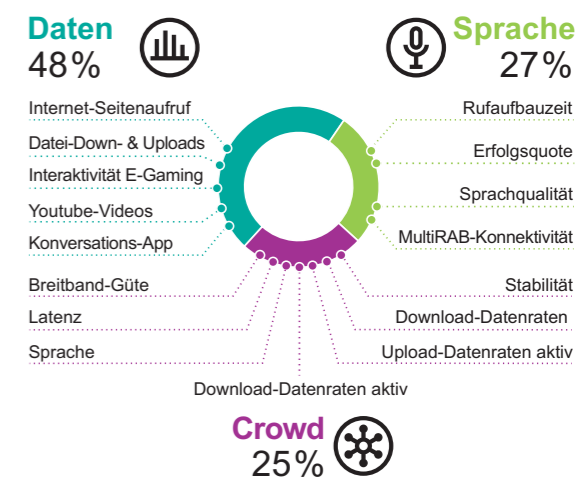 Daten
48%
Sprache
27%
Internet-Seitenaufruf
Datei-Down- & Uploads
Interaktivität E-Gaming
Youtube-Videos
Konversations-App
Rufaufbauzeit
Erfolgsquote
Sprachqualität
MultiRAB-Konnektivität
Breitband-Güte
Latenz
Sprache
Stabilität
Download-Datenraten
Upload-Datenraten aktiv
Download-Datenraten aktiv
Crowd
25%